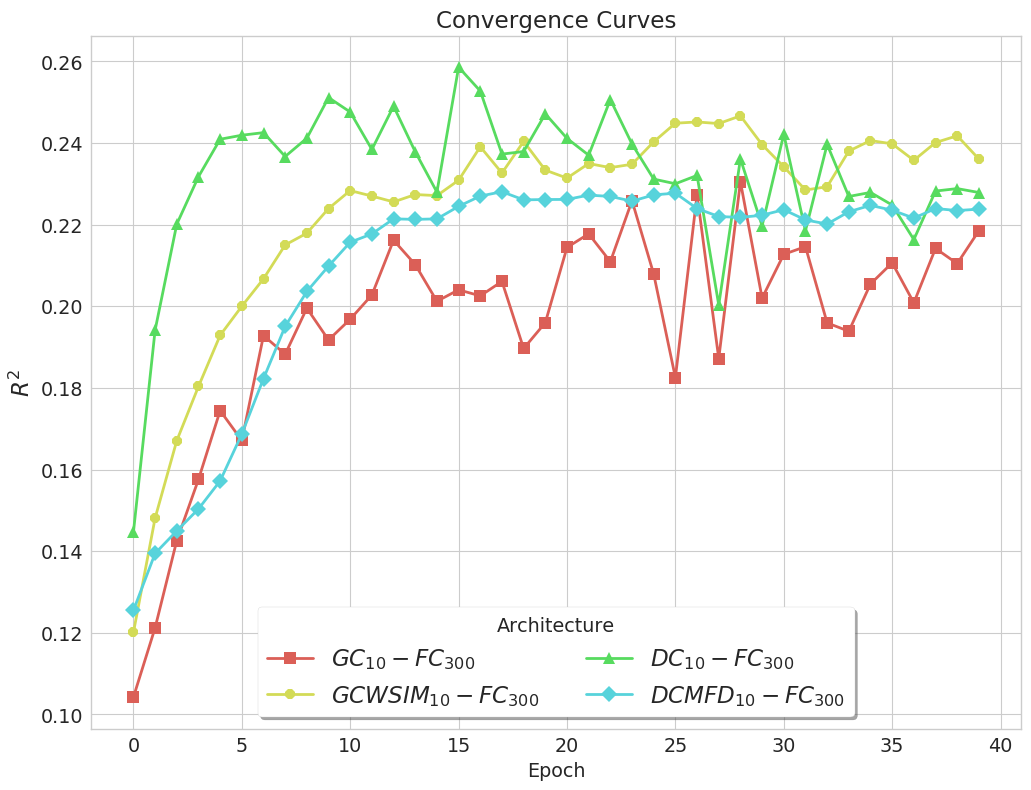 Convergence Curves
0.26
0.24
0.22
0.20
0.18
0.16
0.14
0.12
0.10
R²
0 5 10 15 20 25 30 35 40
Epoch
Architecture
GC₁₀ − FC₃₀₀ DC₁₀ − FC₃₀₀
GCWSIM₁₀ − FC₃₀₀ DCMFD₁₀ − FC₃₀₀